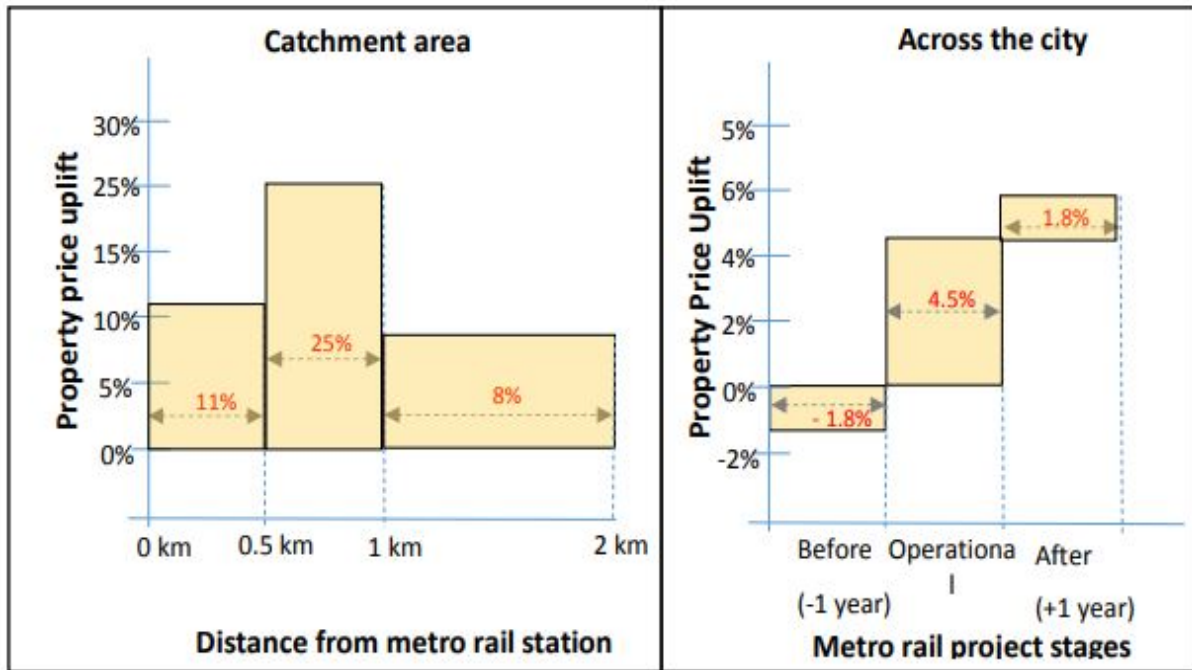 Catchment area
Property price uplift
30%
25%
15%
10%
5%
0%
11%
25%
8%
0 km
0.5 km
1 km
2 km
Distance from metro rail station
Across the city
Property Price Uplift
5%
6%
4%
2%
0%
-2%
- 1.8%
4.5%
1.8%
Before
(-1 year)
Operationa
l
After
(+1 year)
Metro rail project stages